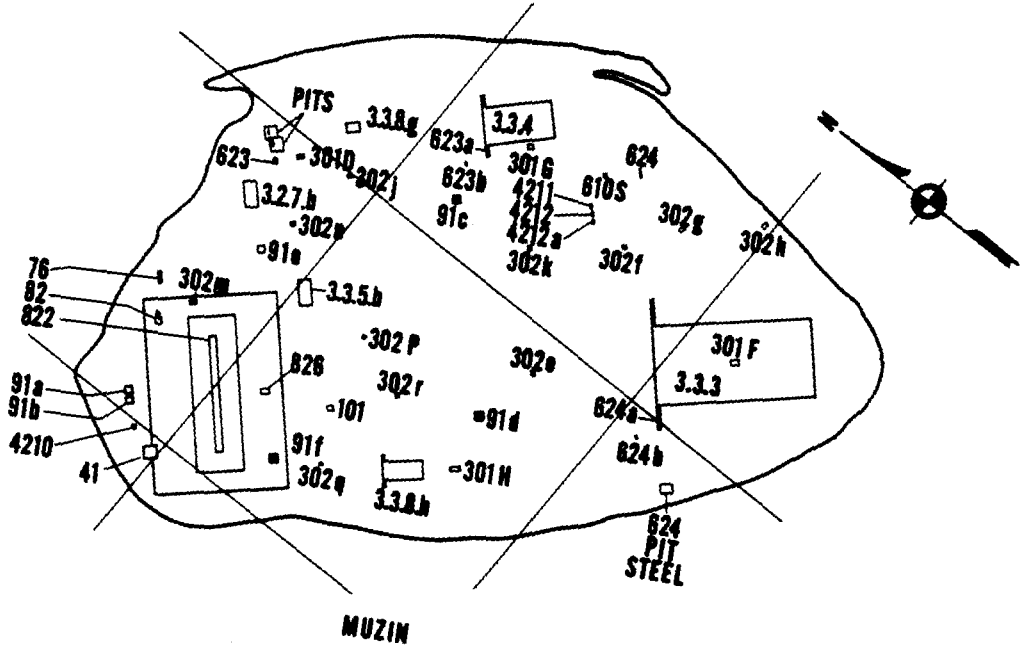 N
PITS
3.3.8.g
3.3.4
623a
623
301D
302j
301G
624
623b
4211
610S
4212
4212a
91c
3.2.7.b
302n
302g
302h
302k
302f
91e
76
82
302m
822
3.3.5.b
302P
302e
301F
826
302r
3.3.3
91a
91b
101
91d
624a
4210
91f
41
302q
301H
624b
3.3.8.h
624
PIT
STEEL
MUZIN